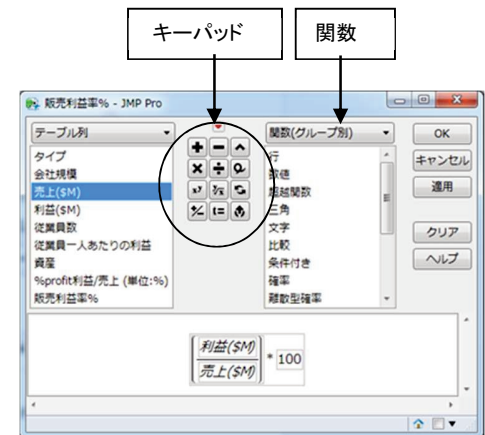 キーパッド
関数
販売利益率% - JMP Pro
テーブル列
関数(グループ別)
OK
キャンセル
適用
クリア
ヘルプ
タイプ
会社規模
売上($M)
利益($M)
従業員数
従業員一人あたりの利益
資産
%profit利益/売上 (単位:%)
販売利益率%
行
数値
超越関数
三角
文字
比較
条件付き
確率
離散型確率
利益($M)
売上($M)
* 100